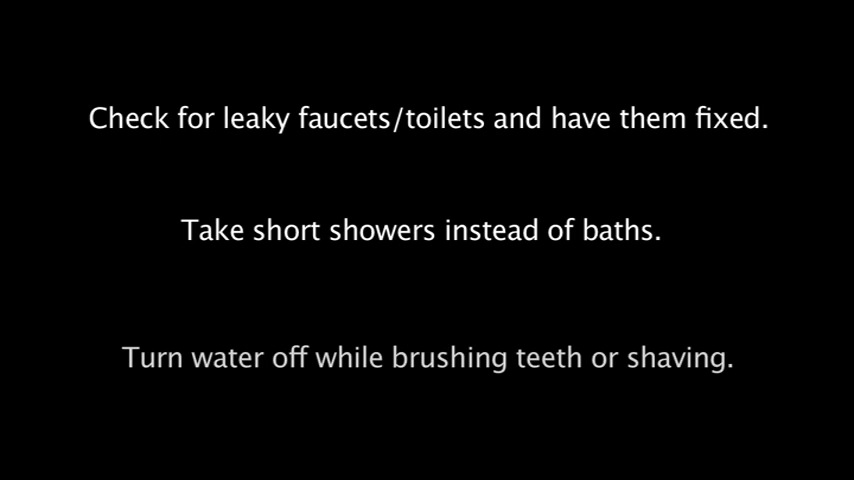 Check for leaky faucets/toilets and have them fixed.
Take short showers instead of baths.
Turn water off while brushing teeth or shaving.